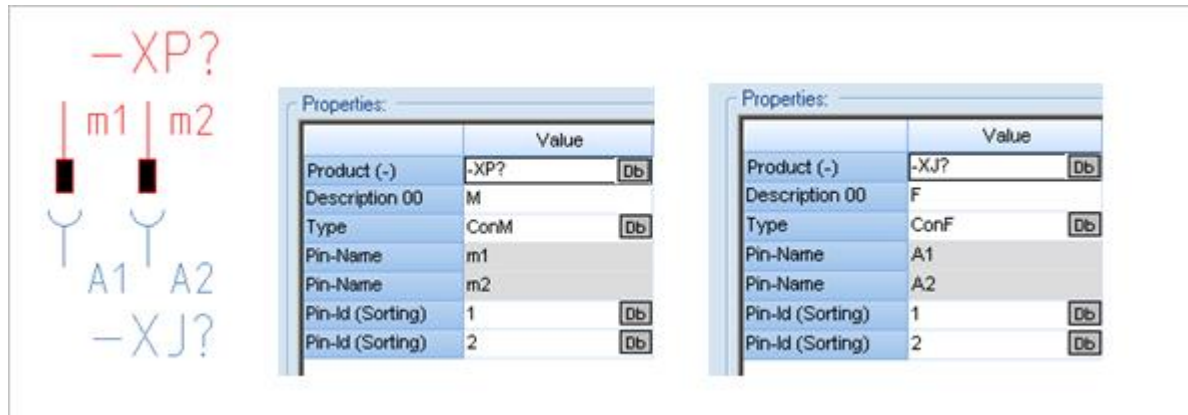 -XP?
m1 m2
A1 A2
-XJ?
Properties:
Value
Product (-) -XP? Db
Description 00 M
Type ConM Db
Pin-Name m1
Pin-Name m2
Pin-Id (Sorting) 1 Db
Pin-Id (Sorting) 2 Db
Properties:
Value
Product (-) -XJ? Db
Description 00 F
Type ConF Db
Pin-Name A1
Pin-Name A2
Pin-Id (Sorting) 1 Db
Pin-Id (Sorting) 2 Db